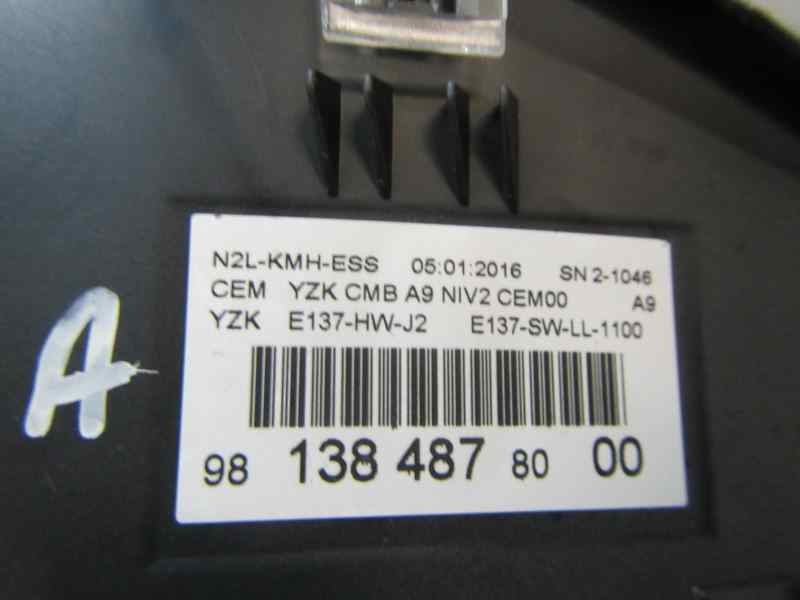 N2L-KMH-ESS 05:01:2016 SN 2-1046
CEM YZK CMB A9 NIV2 CEM00 A9
YZK E137-HW-J2 E137-SW-LL-1100
98 138 487 80 00
A